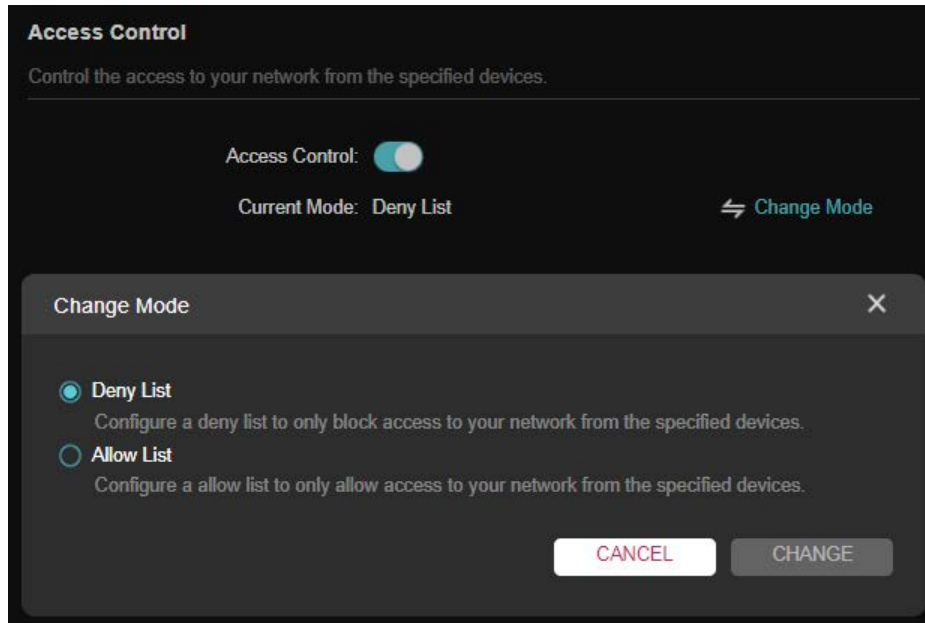 Access Control
Control the access to your network from the specified devices.
Access Control:
Current Mode: Deny List
Change Mode
Change Mode
Deny List
Configure a deny list to only block access to your network from the specified devices.
Allow List
Configure a allow list to only allow access to your network from the specified devices.
CANCEL
CHANGE